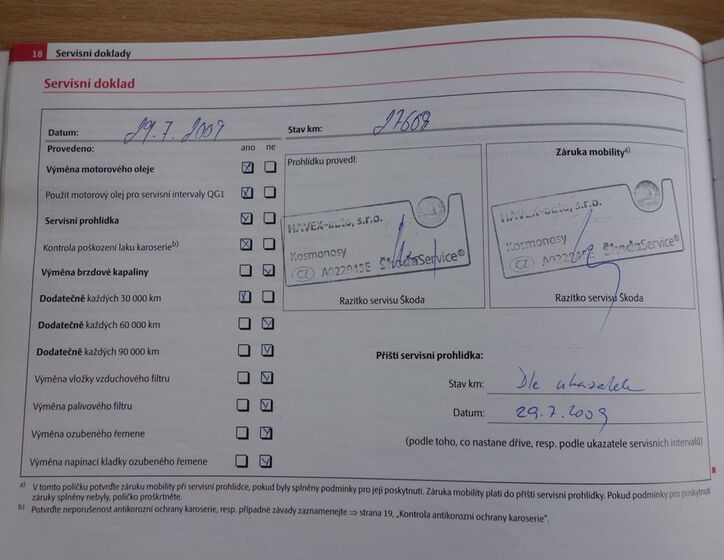 18 Servisní doklady
Servisní doklad
Datum: 29.7.2009 Stav km: 27608
Provedeno: ano ne
Výměna motorového oleje
Použit motorový olej pro servisní intervaly QG1
Servisní prohlídka
Kontrola poškození laku karoserie b)
Výměna brzdové kapaliny
Dodatečně každých 30 000 km
Dodatečně každých 60 000 km
Dodatečně každých 90 000 km
Výměna vložky vzduchového filtru
Výměna palivového filtru
Výměna ozubeného řemene
Výměna napínací kladky ozubeného řemene
Prohlídku provedl:
HAVEX-auto, s.r.o.
Kosmonosy
CZ A02294SE ŠkodaService®
Razítko servisu Škoda
Záruka mobility a)
HAVEX-auto, s.r.o.
Kosmonosy
CZ ŠkodaService®
Razítko servisu Škoda
Příští servisní prohlídka:
Stav km: Dle ukazatele
Datum: 29.7.2009
(podle toho, co nastane dříve, resp. podle ukazatele servisních intervalů)
a) V tomto políčku potvrďte záruku mobility při servisní prohlídce, pokud byly splněny podmínky pro její poskytnutí. Záruka mobility platí do příští servisní prohlídky. Pokud podmínky pro poskytnutí
záruky splněny nebyly, políčko proškrtněte.
b) Potvrďte neporušenost antikorozní ochrany karoserie, resp. případné závady zaznamenejte ⇒ strana 19, „Kontrola antikorozní ochrany karoserie".